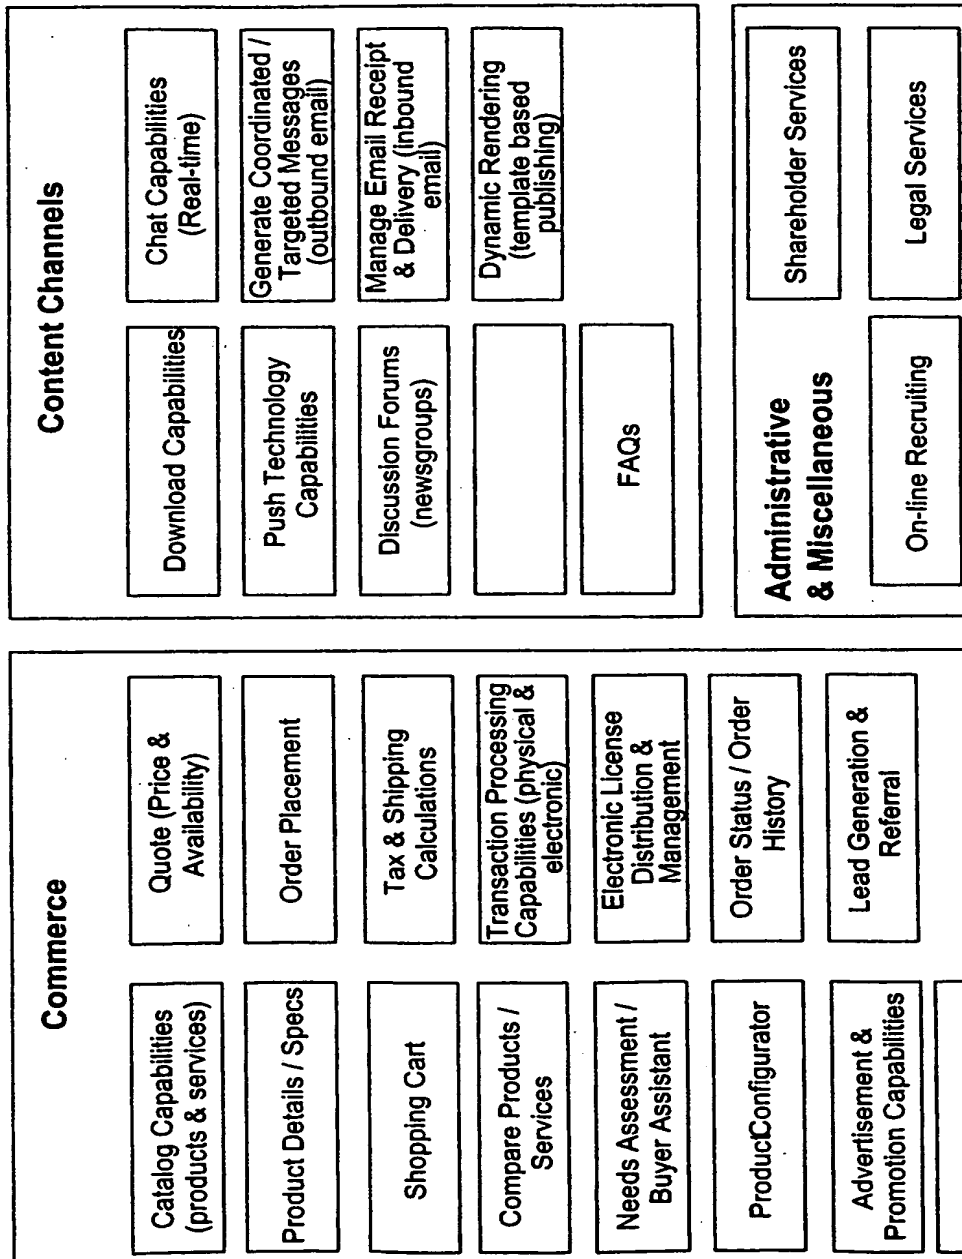 Commerce
Catalog Capabilities
(products & services)
Quote (Price &
Availability)
Product Details / Specs
Order Placement
Shopping Cart
Tax & Shipping
Calculations
Compare Products /
Services
Transaction Processing
Capabilities (physical &
electronic)
Needs Assessment /
Buyer Assistant
Electronic License
Distribution &
Management
ProductConfigurator
Order Status / Order
History
Advertisement &
Promotion Capabilities
Lead Generation &
Referral
Content Channels
Download Capabilities
Chat Capabilities
(Real-time)
Push Technology
Capabilities
Generate Coordinated /
Targeted Messages
(outbound email)
Discussion Forums
(newsgroups)
Manage Email Receipt
& Delivery (inbound
email)
Dynamic Rendering
(template based
publishing)
FAQs
Administrative
& Miscellaneous
Shareholder Services
On-line Recruiting
Legal Services